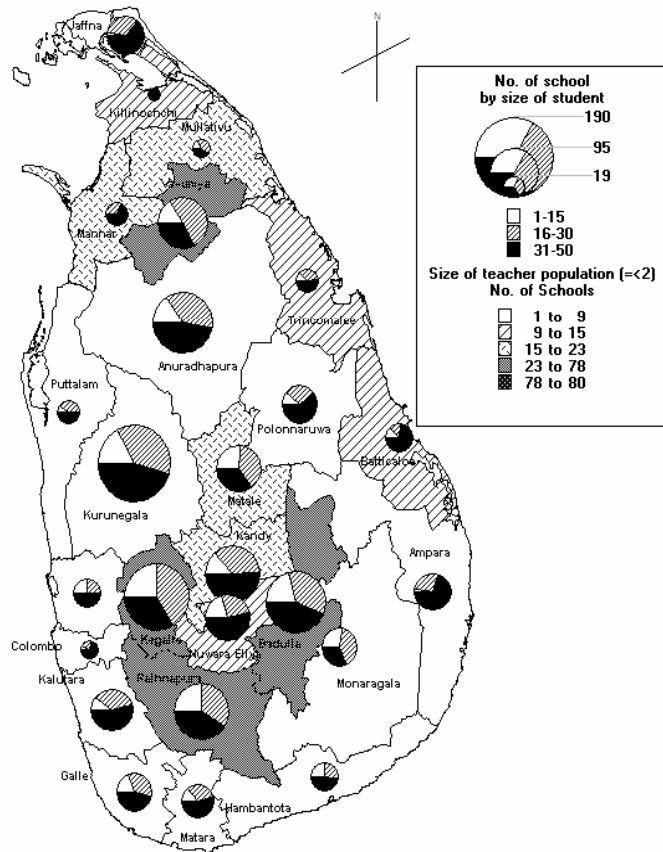 Jaffna
N
Killinochchi
Mullativu
Mannar
Trincomalee
Anuradhapura
Puttalam
Polonnaruwa
Batticaloe
Kurunegala
Matale
Kandy
Ampara
Kegalle
Nuwara Eliya
Badulla
Colombo
Kalutara
Rathnapura
Monaragala
Galle
Hambantota
Matara
No. of school
by size of student
190
95
19
1-15
16-30
31-50
Size of teacher population (=<2)
No. of Schools
1 to 9
9 to 15
15 to 23
23 to 78
78 to 80